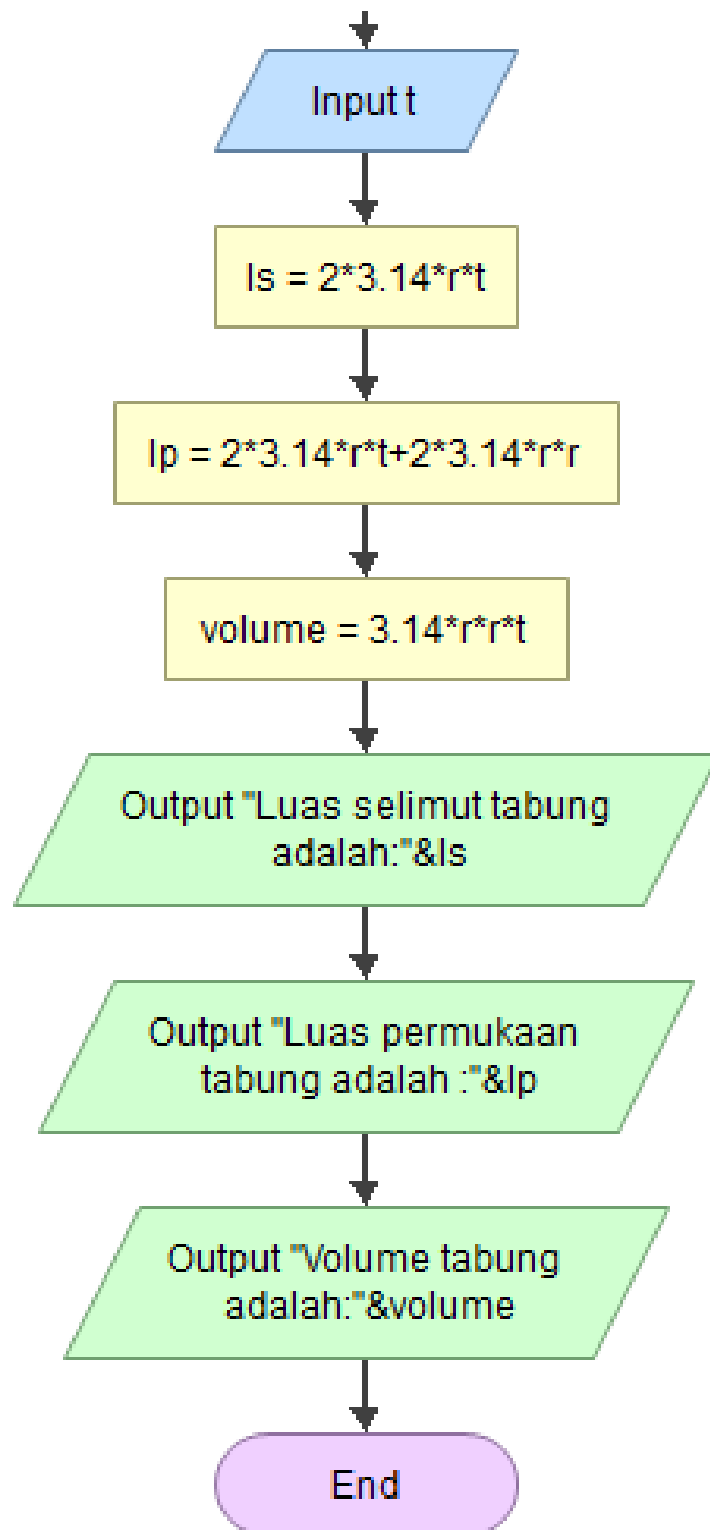 Input t
ls = 2*3.14*r*t
lp = 2*3.14*r*t+2*3.14*r*r
volume = 3.14*r*r*t
Output "Luas selimut tabung
adalah:"&ls
Output "Luas permukaan
tabung adalah :"&lp
Output "Volume tabung
adalah:"&volume
End